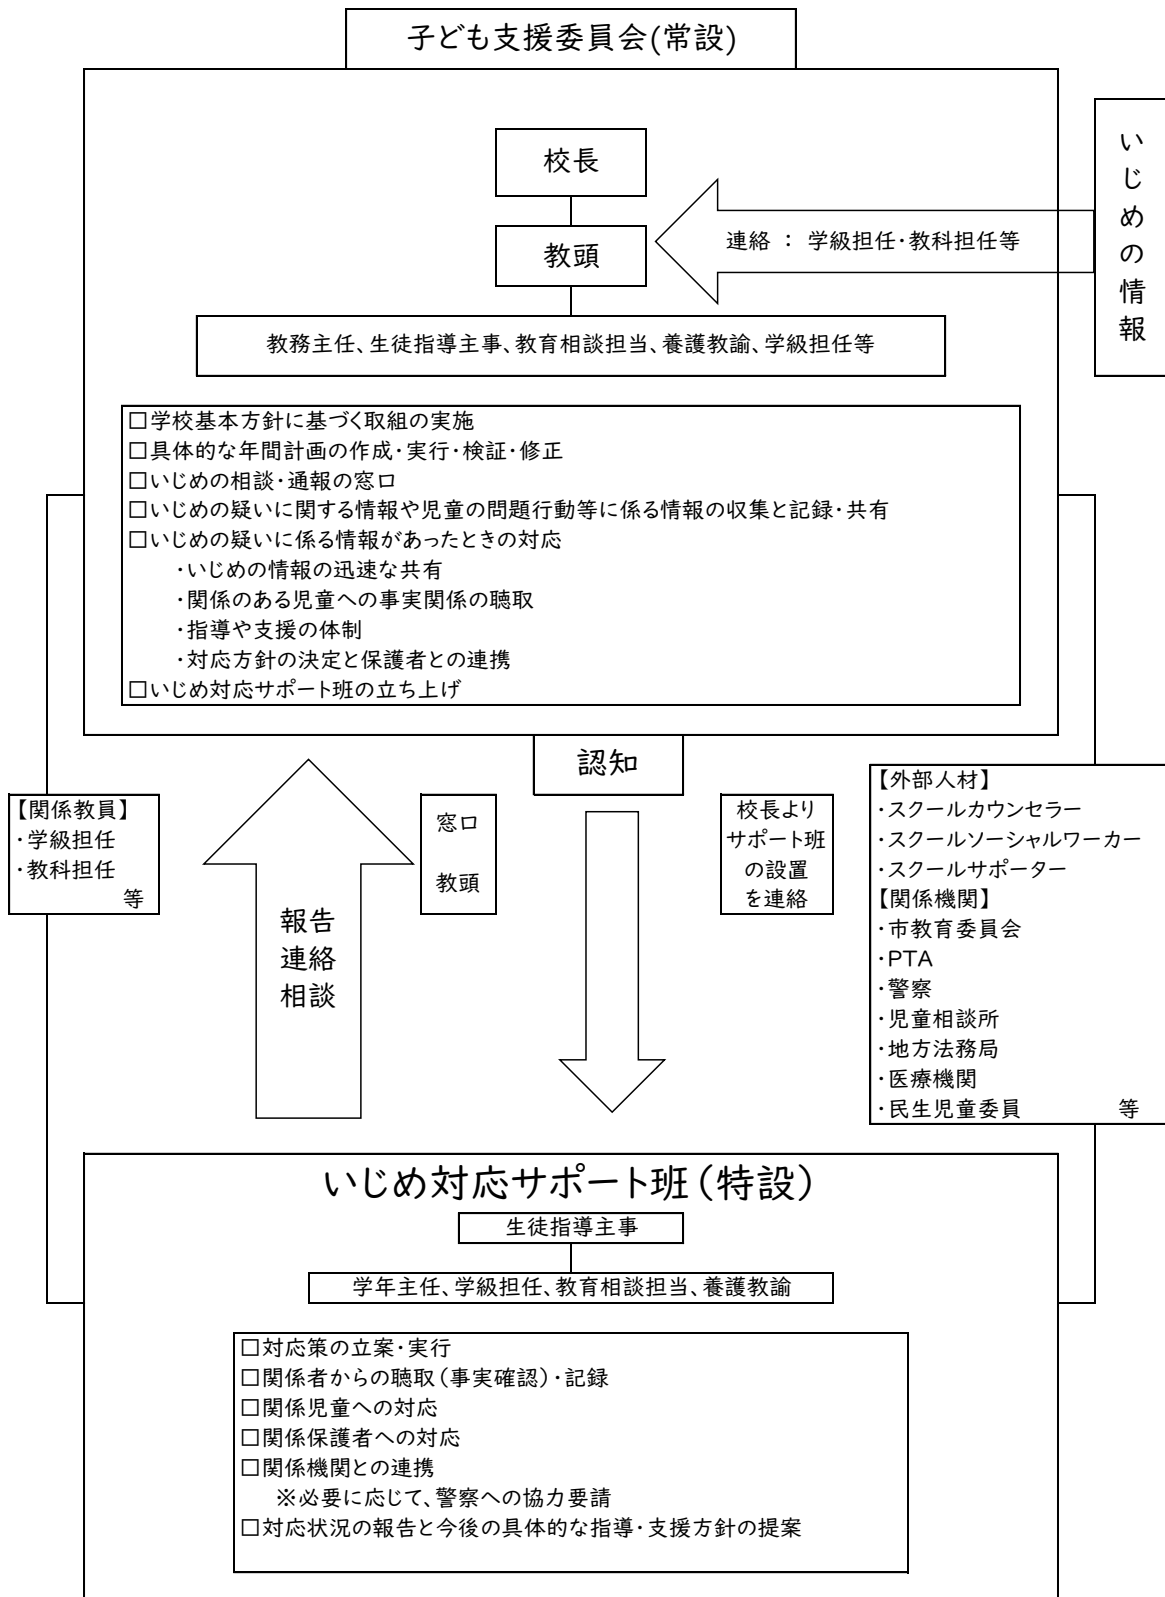 子ども支援委員会(常設)
いじめの情報
校長
連絡 : 学級担任・教科担任等
教頭
教務主任、生徒指導主事、教育相談担当、養護教諭、学級担任等
□学校基本方針に基づく取組の実施
□具体的な年間計画の作成・実行・検証・修正
□いじめの相談・通報の窓口
□いじめの疑いに関する情報や児童の問題行動等に係る情報の収集と記録・共有
□いじめの疑いに係る情報があったときの対応
・いじめの情報の迅速な共有
・関係のある児童への事実関係の聴取
・指導や支援の体制
・対応方針の決定と保護者との連携
□いじめ対応サポート班の立ち上げ
認知
【関係教員】
・学級担任
・教科担任
等
報告
連絡
相談
窓口
教頭
校長より
サポート班
の設置
を連絡
【外部人材】
・スクールカウンセラー
・スクールソーシャルワーカー
・スクールサポーター
【関係機関】
・市教育委員会
・PTA
・警察
・児童相談所
・地方法務局
・医療機関
・民生児童委員 等
いじめ対応サポート班(特設)
生徒指導主事
学年主任、学級担任、教育相談担当、養護教諭
□対応策の立案・実行
□関係者からの聴取(事実確認)・記録
□関係児童への対応
□関係保護者への対応
□関係機関との連携
※必要に応じて、警察への協力要請
□対応状況の報告と今後の具体的な指導・支援方針の提案